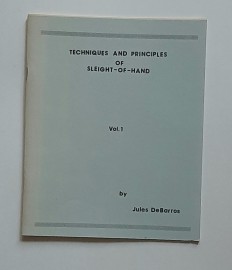 TECHNIQUES AND PRINCIPLES
OF
SLEIGHT-OF-HAND
Vol. 1
by
Jules DeBarros